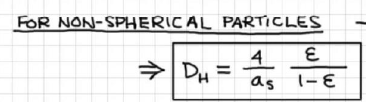 FOR NON-SPHERICAL PARTICLES –
⇒ D_H = 4/a_s ε/(1-ε)